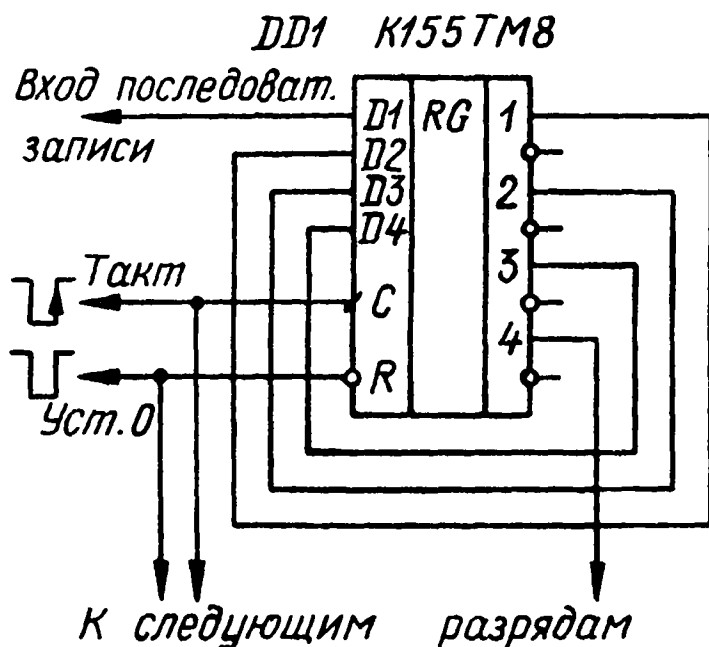 DD1 К155ТМ8
Вход последоват.
записи
D1 RG 1
D2
D3 2
D4
3
Такт
С
4
R
Уст.0
К следующим разрядам